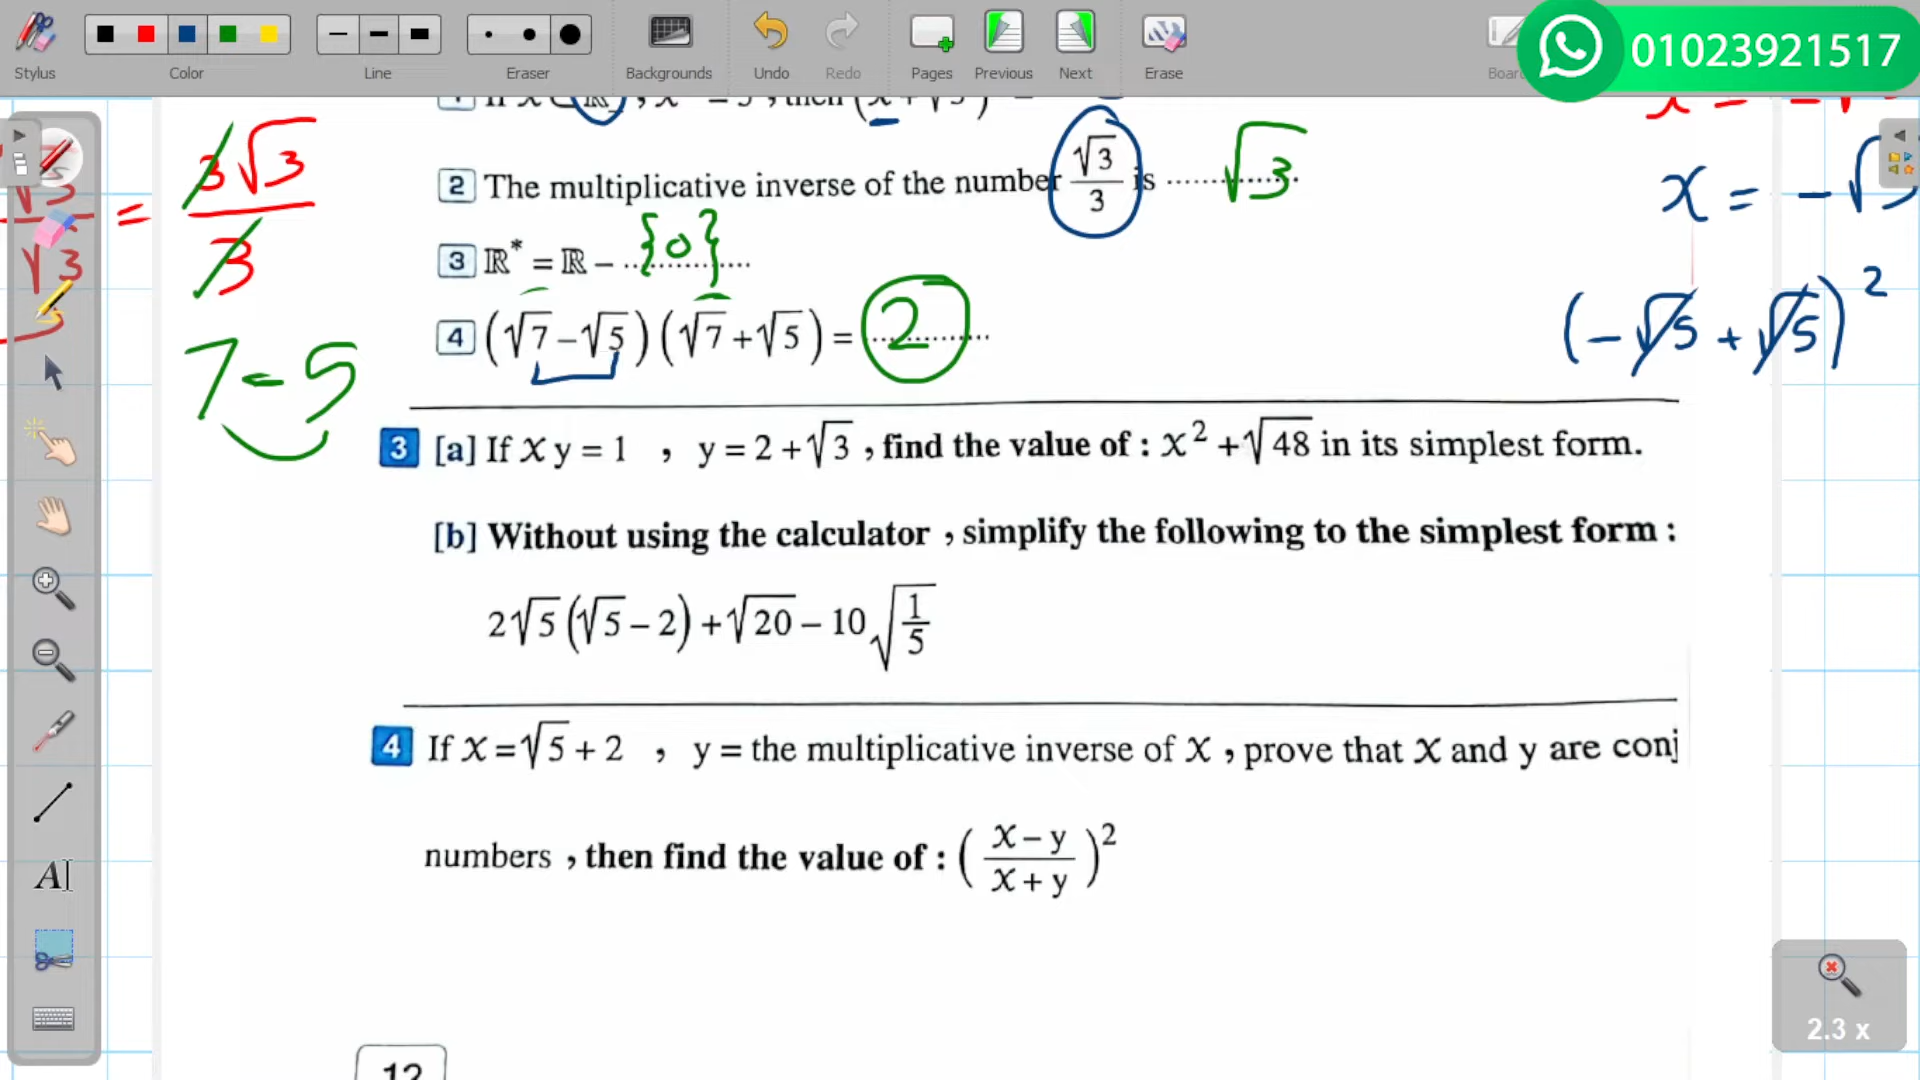 Stylus Color Line Eraser Backgrounds Undo Redo Pages Previous Next Erase
01023921517
2 The multiplicative inverse of the number √3/3 is ........ √3
3 ℝ* = ℝ – {0}
4 (√7 – √5)(√7 + √5) = 2
3√3/3
7 - 5
x = -√
(-√5 + √5)²
3 [a] If X y = 1 , y = 2 + √3 , find the value of : X² + √48 in its simplest form.
[b] Without using the calculator , simplify the following to the simplest form :
2√5 (√5 – 2) + √20 – 10 √(1/5)
4 If X = √5 + 2 , y = the multiplicative inverse of X , prove that X and y are conj
numbers , then find the value of : ((X – y)/(X + y))²
12
2.3 x